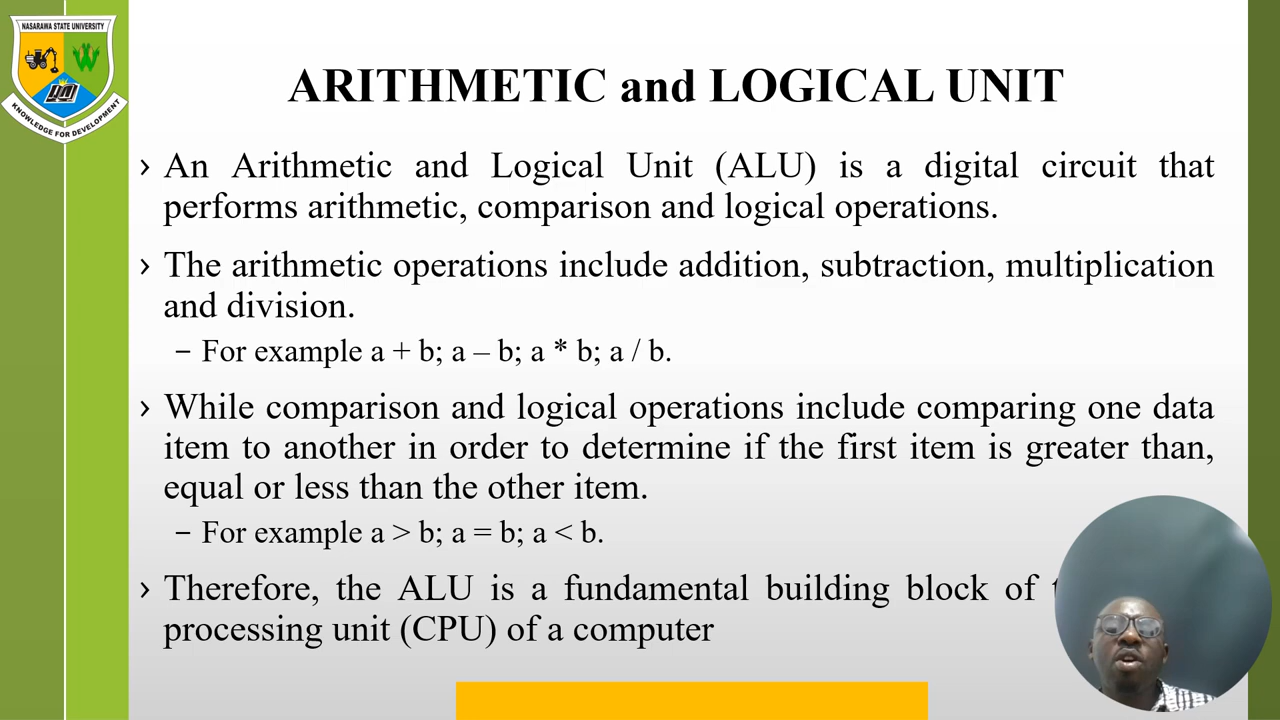 NASARAWA STATE UNIVERSITY
KNOWLEDGE FOR DEVELOPMENT
ARITHMETIC and LOGICAL UNIT
› An Arithmetic and Logical Unit (ALU) is a digital circuit that
performs arithmetic, comparison and logical operations.
› The arithmetic operations include addition, subtraction, multiplication
and division.
– For example a + b; a – b; a * b; a / b.
› While comparison and logical operations include comparing one data
item to another in order to determine if the first item is greater than,
equal or less than the other item.
– For example a > b; a = b; a < b.
› Therefore, the ALU is a fundamental building block of
processing unit (CPU) of a computer